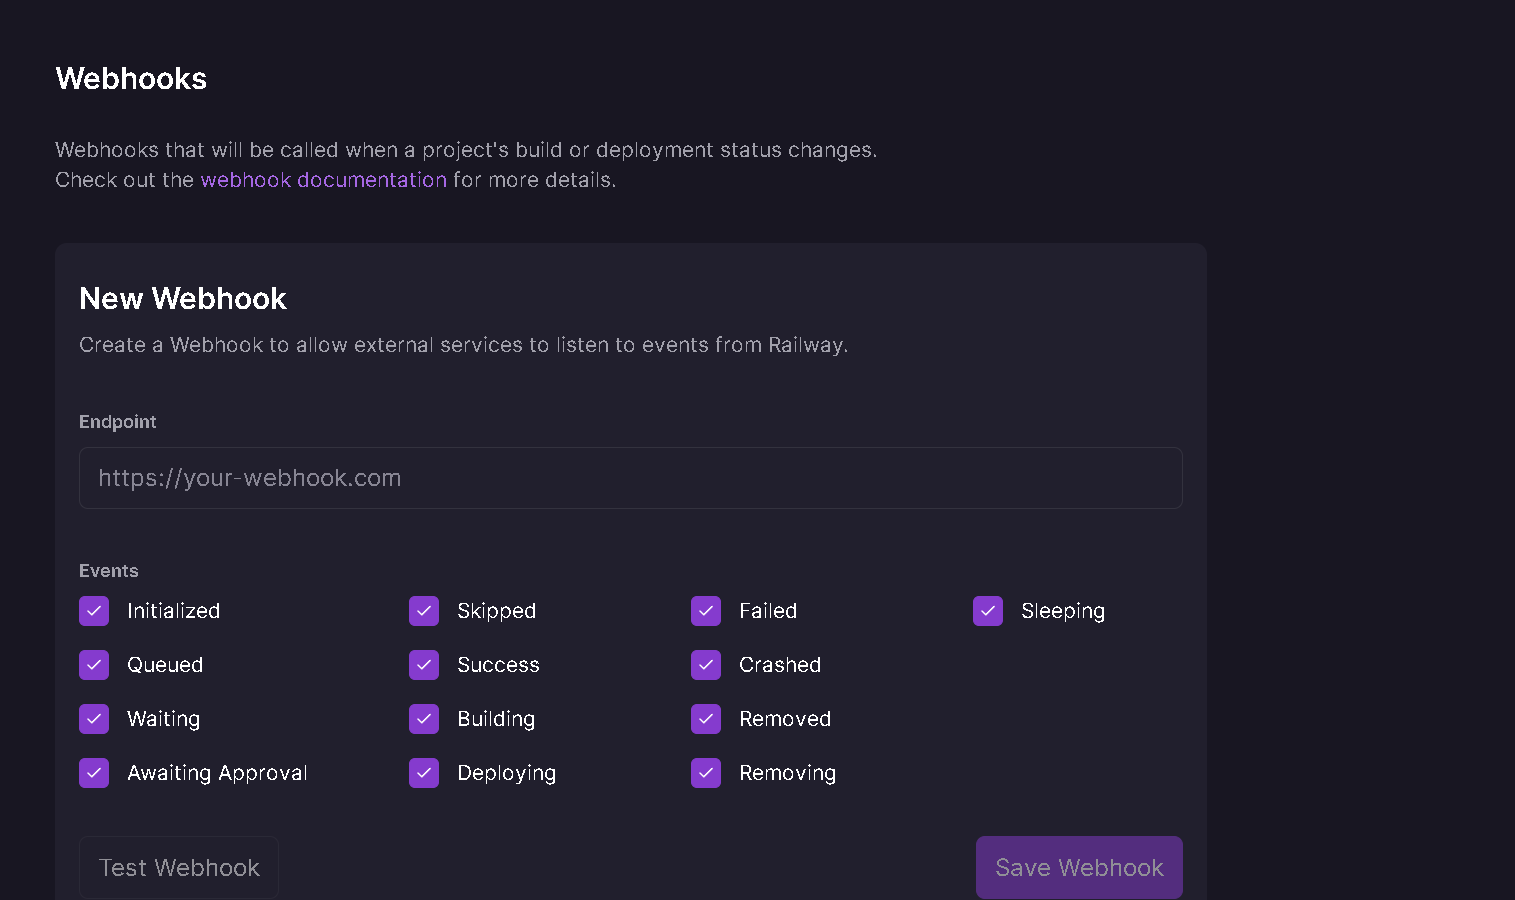 Webhooks
Webhooks that will be called when a project's build or deployment status changes.
Check out the webhook documentation for more details.
New Webhook
Create a Webhook to allow external services to listen to events from Railway.
Endpoint
https://your-webhook.com
Events
Initialized Skipped Failed Sleeping
Queued Success Crashed
Waiting Building Removed
Awaiting Approval Deploying Removing
Test Webhook Save Webhook